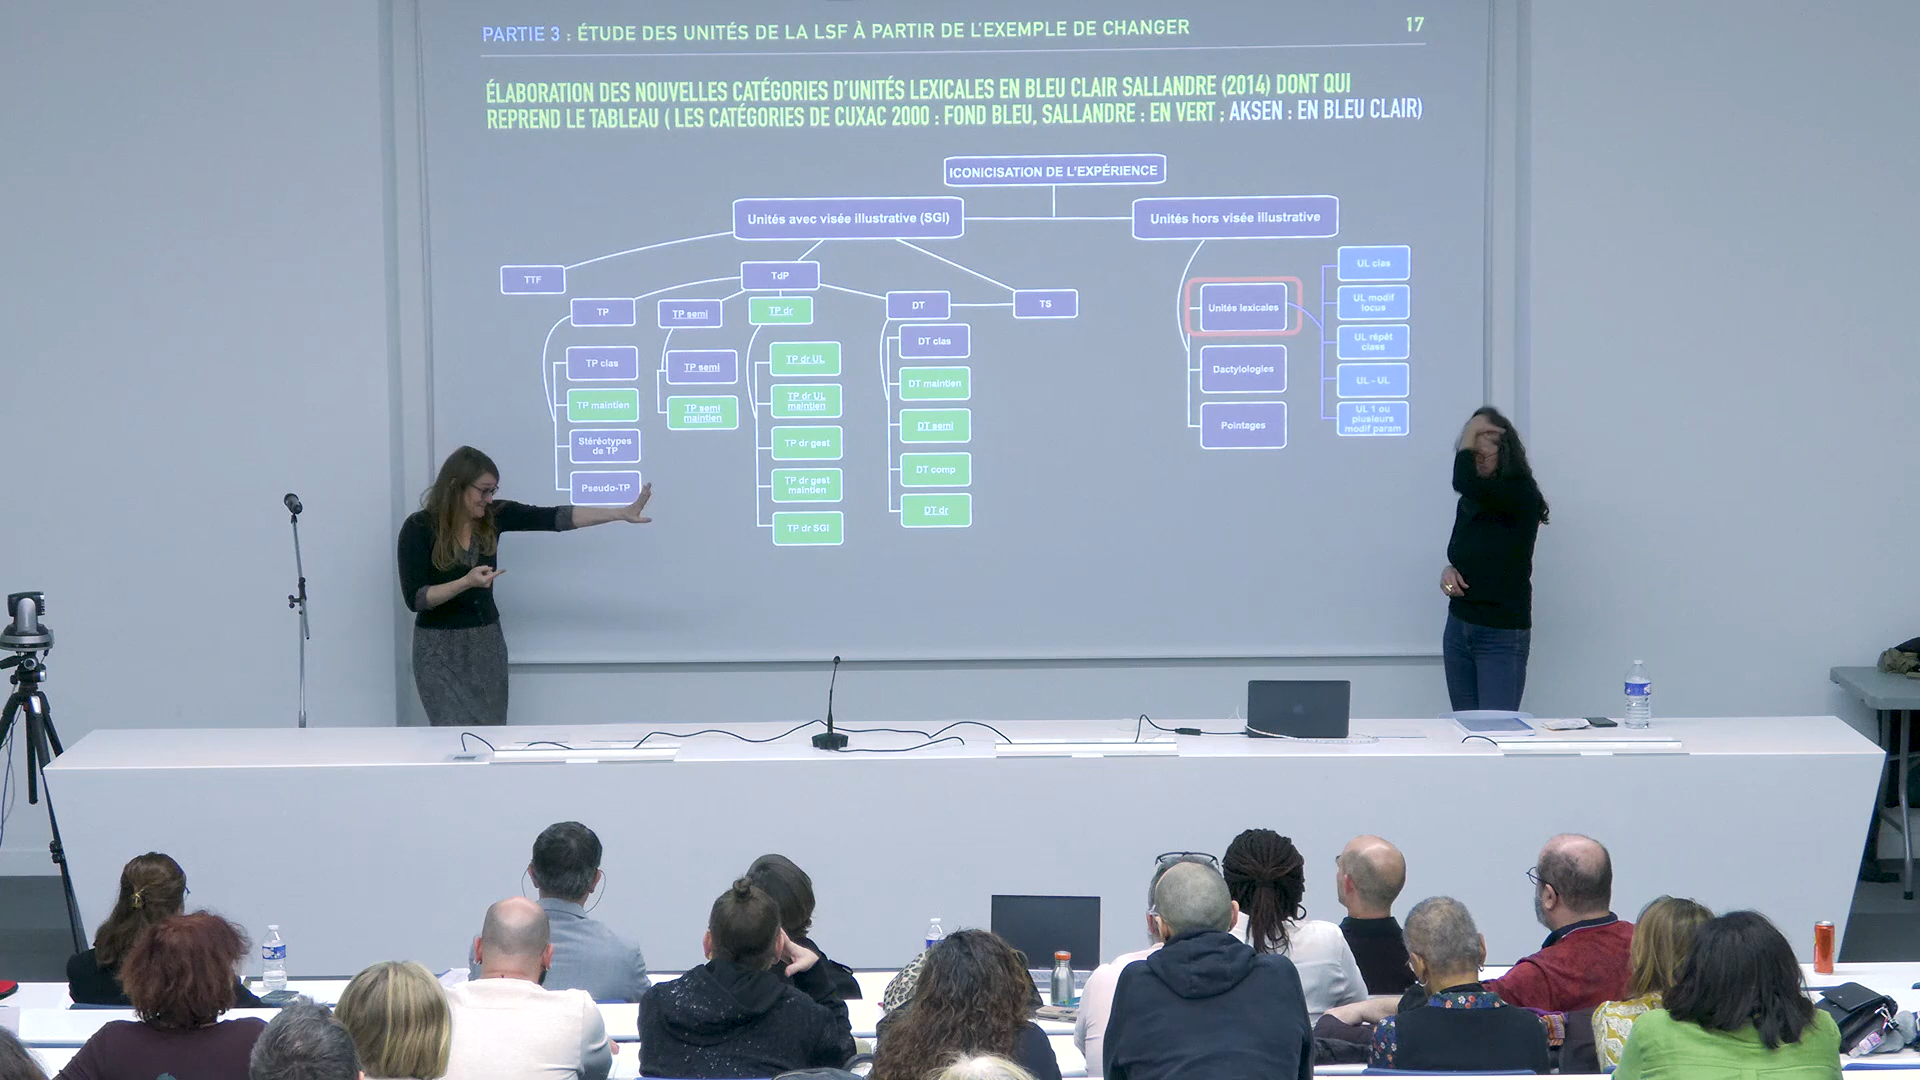 PARTIE 3 : ÉTUDE DES UNITÉS DE LA LSF À PARTIR DE L'EXEMPLE DE CHANGER
17
ÉLABORATION DES NOUVELLES CATÉGORIES D'UNITÉS LEXICALES EN BLEU CLAIR SALLANDRE (2014) DONT QUI
REPREND LE TABLEAU ( LES CATÉGORIES DE CUXAC 2000 : FOND BLEU, SALLANDRE : EN VERT ; AKSEN : EN BLEU CLAIR)
ICONICISATION DE L'EXPÉRIENCE
Unités avec visée illustrative (SGI)
Unités hors visée illustrative
TTF
TdP
TP
TP semi
TP dr
DT
TS
TP clas
TP maintien
Stéréotypes
de TP
Pseudo-TP
TP semi
TP semi
maintien
TP dr UL
TP dr UL
maintien
TP dr gest
TP dr gest
maintien
TP dr SGI
DT clas
DT maintien
DT semi
DT comp
DT dr
Unités lexicales
Dactylologies
Pointages
UL clas
UL modif
locus
UL répét
class
UL - UL
UL 1 ou
plusieurs
modif param